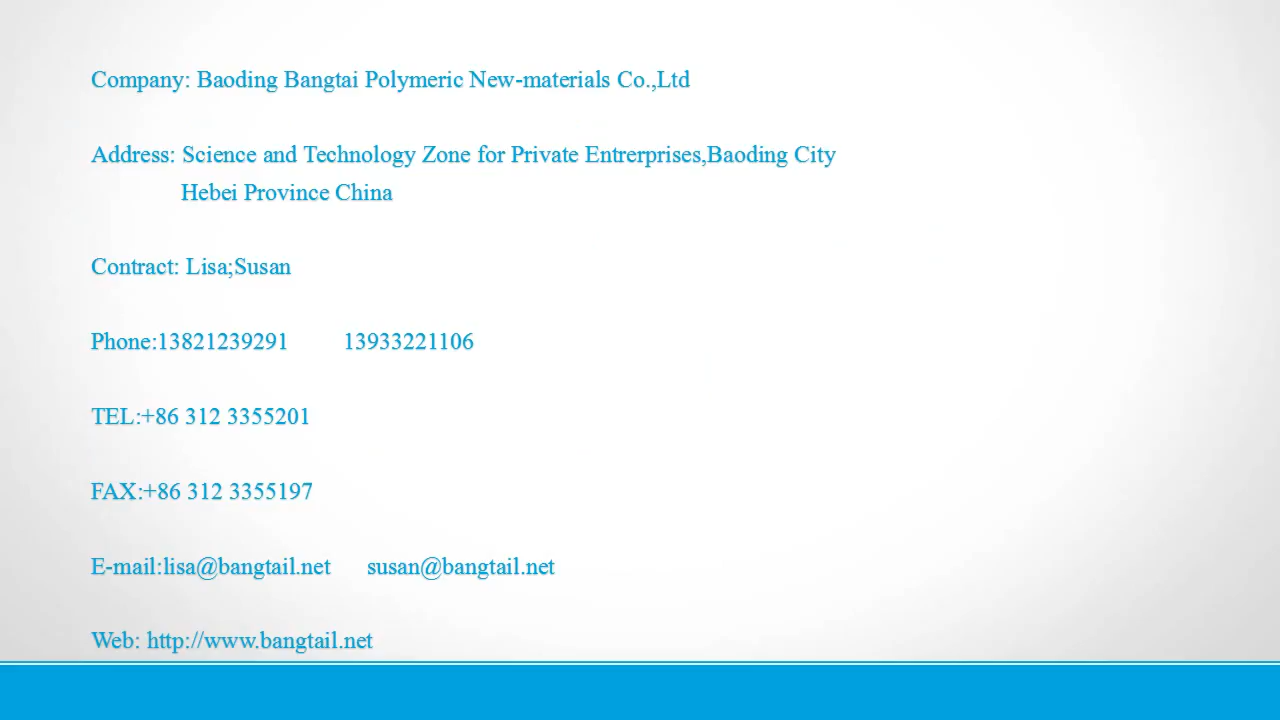 Company: Baoding Bangtai Polymeric New-materials Co.,Ltd
Address: Science and Technology Zone for Private Entrerprises,Baoding City
Hebei Province China
Contract: Lisa;Susan
Phone:13821239291 13933221106
TEL:+86 312 3355201
FAX:+86 312 3355197
E-mail:lisa@bangtail.net susan@bangtail.net
Web: http://www.bangtail.net